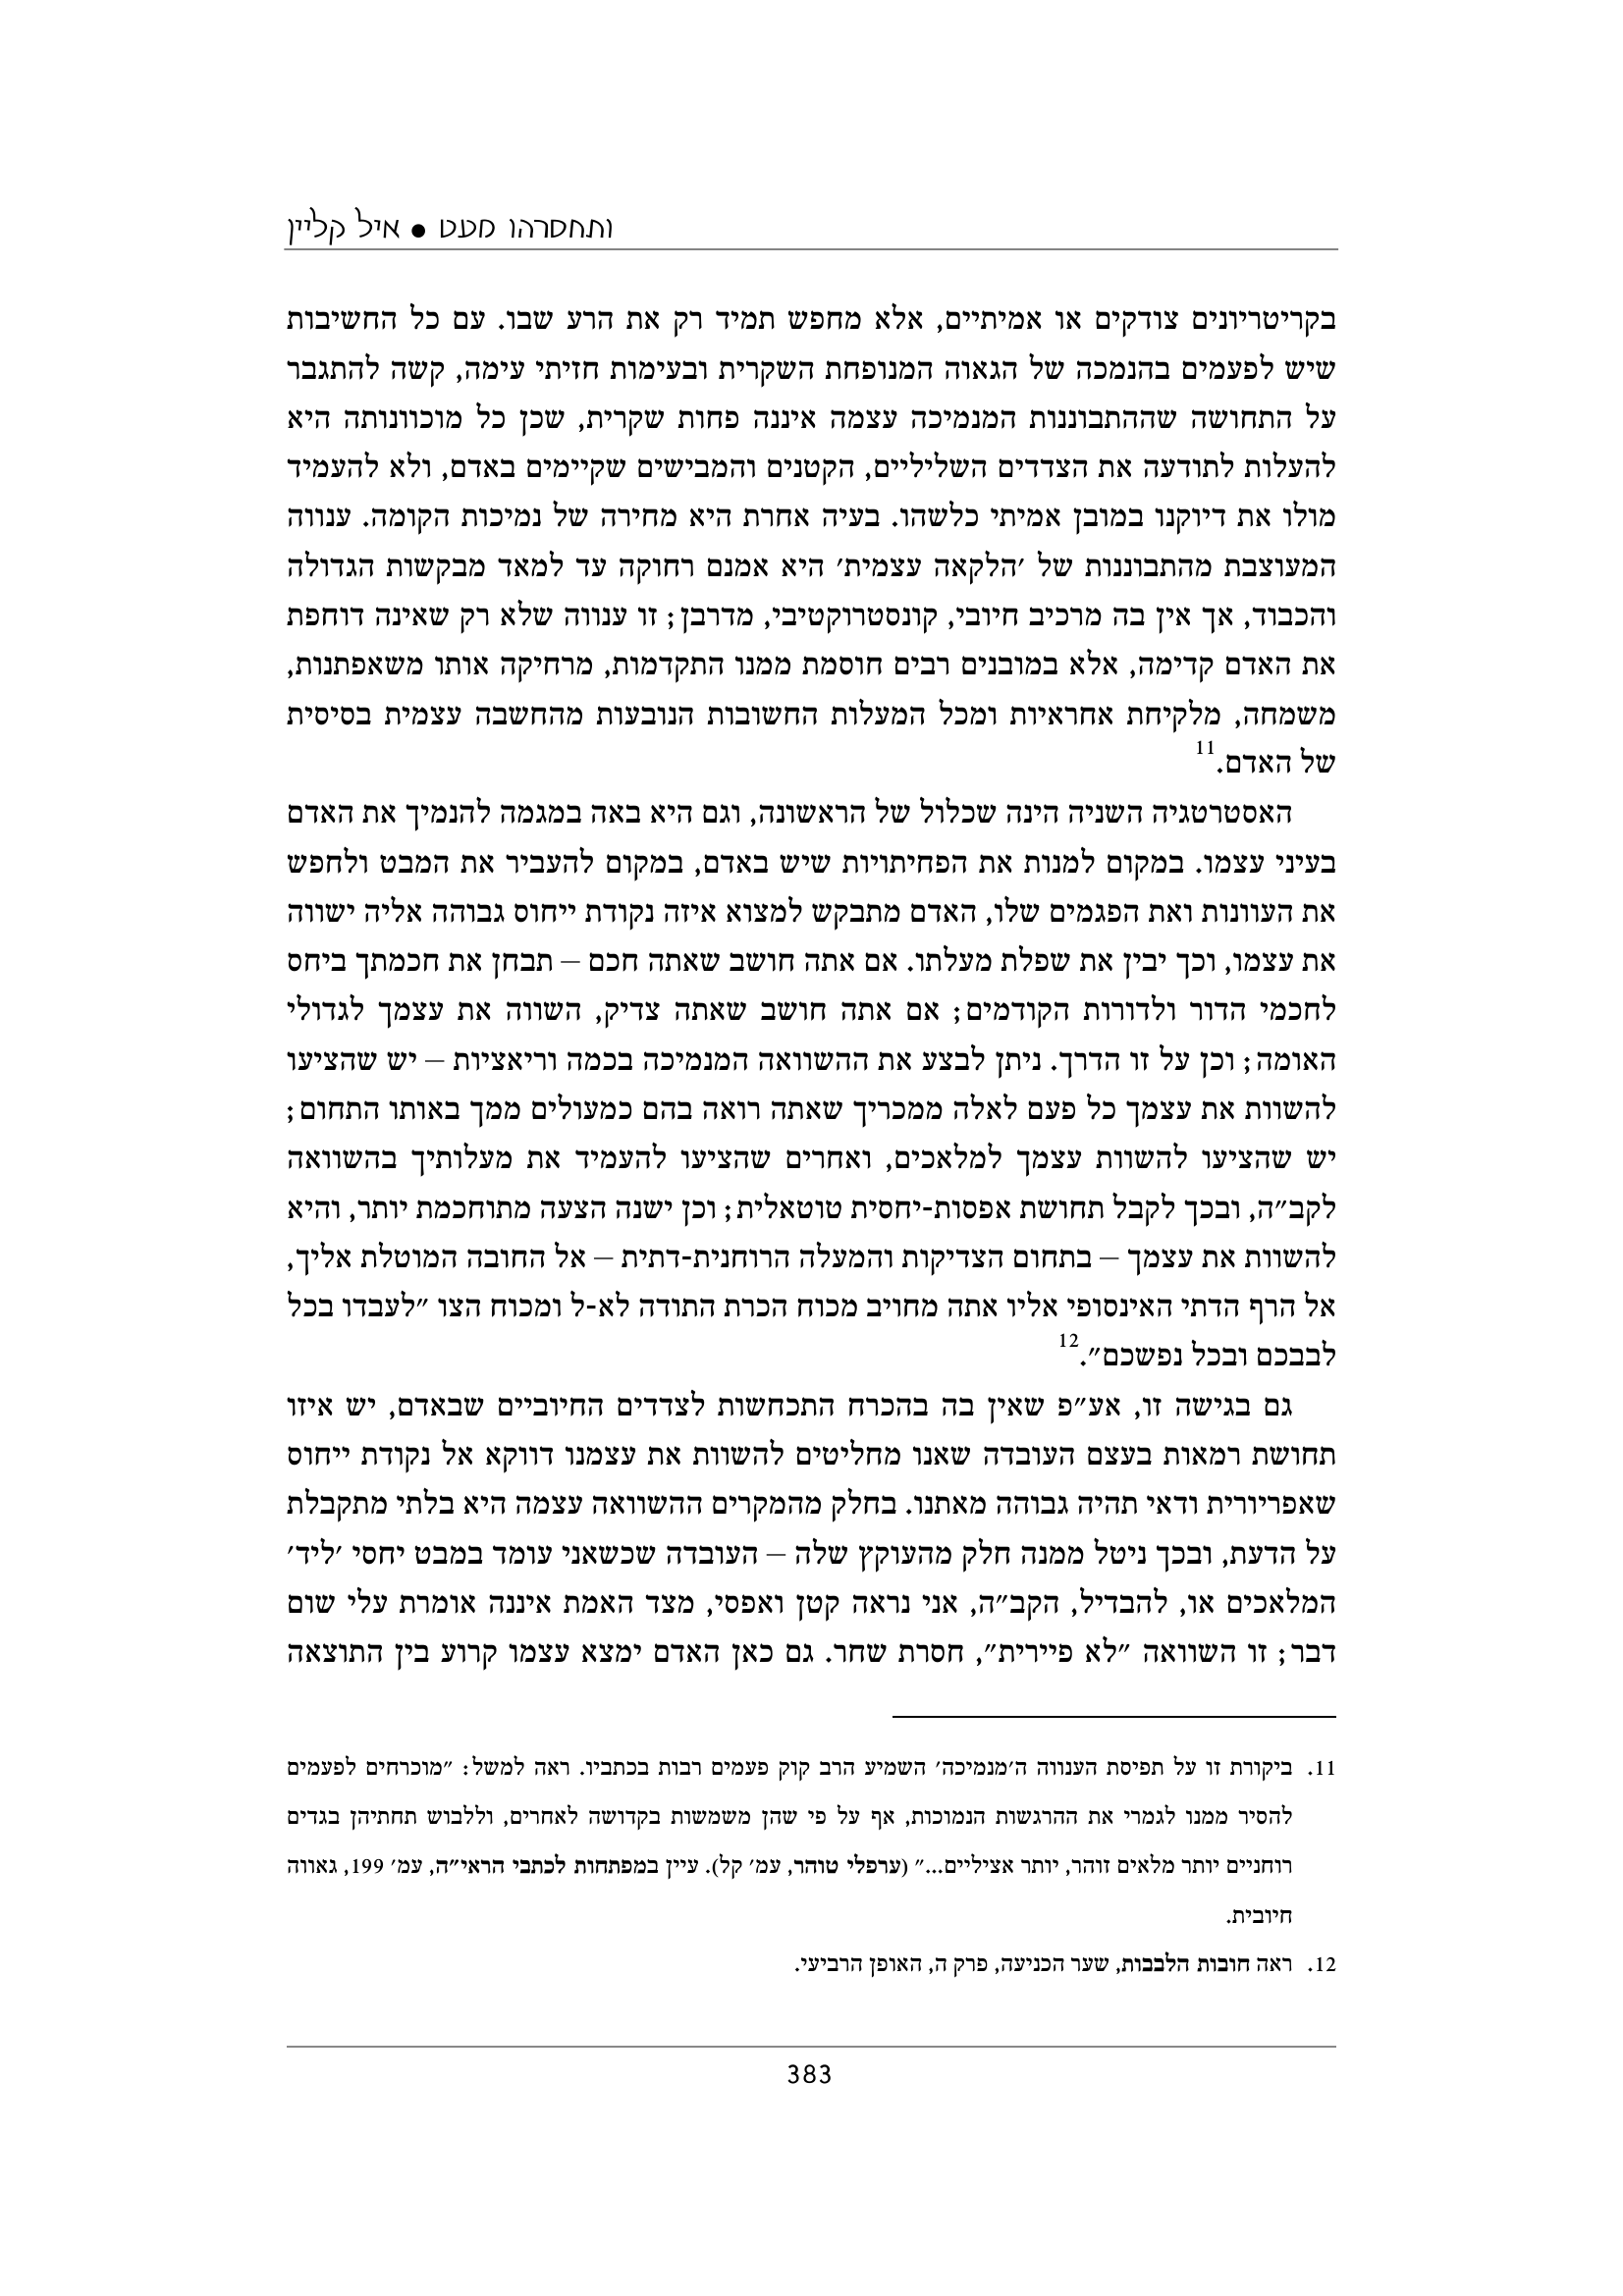 ותחסרהו מעט ● איל קליין
בקריטריונים צודקים או אמיתיים, אלא מחפש תמיד רק את הרע שבו. עם כל החשיבות
שיש לפעמים בהנמכה של הגאוה המנופחת השקרית ובעימות חזיתי עימה, קשה להתגבר
על התחושה שההתבוננות המנמיכה עצמה איננה פחות שקרית, שכן כל מוכוונותה היא
להעלות לתודעה את הצדדים השליליים, הקטנים והמבישים שקיימים באדם, ולא להעמיד
מולו את דיוקנו במובן אמיתי כלשהו. בעיה אחרת היא מחירה של נמיכות הקומה. ענווה
המעוצבת מהתבוננות של ׳הלקאה עצמית׳ היא אמנם רחוקה עד למאד מבקשות הגדולה
והכבוד, אך אין בה מרכיב חיובי, קונסטרוקטיבי, מדרבן; זו ענווה שלא רק שאינה דוחפת
את האדם קדימה, אלא במובנים רבים חוסמת ממנו התקדמות, מרחיקה אותו משאפתנות,
משמחה, מלקיחת אחראיות ומכל המעלות החשובות הנובעות מהחשבה עצמית בסיסית
של האדם.11
האסטרטגיה השניה הינה שכלול של הראשונה, וגם היא באה במגמה להנמיך את האדם
בעיני עצמו. במקום למנות את הפחיתויות שיש באדם, במקום להעביר את המבט ולחפש
את העוונות ואת הפגמים שלו, האדם מתבקש למצוא איזה נקודת ייחוס גבוהה אליה ישווה
את עצמו, וכך יבין את שפלת מעלתו. אם אתה חושב שאתה חכם – תבחן את חכמתך ביחס
לחכמי הדור ולדורות הקודמים; אם אתה חושב שאתה צדיק, השווה את עצמך לגדולי
האומה; וכן על זו הדרך. ניתן לבצע את ההשוואה המנמיכה בכמה וריאציות – יש שהציעו
להשוות את עצמך כל פעם לאלה ממכריך שאתה רואה בהם כמעולים ממך באותו התחום;
יש שהציעו להשוות עצמך למלאכים, ואחרים שהציעו להעמיד את מעלותיך בהשוואה
לקב״ה, ובכך לקבל תחושת אפסות-יחסית טוטאלית; וכן ישנה הצעה מתוחכמת יותר, והיא
להשוות את עצמך – בתחום הצדיקות והמעלה הרוחנית-דתית – אל החובה המוטלת אליך,
אל הרף הדתי האינסופי אליו אתה מחויב מכוח הכרת התודה לא-ל ומכוח הצו ״לעבדו בכל
לבבכם ובכל נפשכם״.12
גם בגישה זו, אע״פ שאין בה בהכרח התכחשות לצדדים החיוביים שבאדם, יש איזו
תחושת רמאות בעצם העובדה שאנו מחליטים להשוות את עצמנו דווקא אל נקודת ייחוס
שאפריורית ודאי תהיה גבוהה מאתנו. בחלק מהמקרים ההשוואה עצמה היא בלתי מתקבלת
על הדעת, ובכך ניטל ממנה חלק מהעוקץ שלה – העובדה שכשאני עומד במבט יחסי ׳ליד׳
המלאכים או, להבדיל, הקב״ה, אני נראה קטן ואפסי, מצד האמת איננה אומרת עלי שום
דבר; זו השוואה ״לא פיירית״, חסרת שחר. גם כאן האדם ימצא עצמו קרוע בין התוצאה
11. ביקורת זו על תפיסת הענווה ה׳מנמיכה׳ השמיע הרב קוק פעמים רבות בכתביו. ראה למשל: ״מוכרחים לפעמים
להסיר ממנו לגמרי את ההרגשות הנמוכות, אף על פי שהן משמשות בקדושה לאחרים, וללבוש תחתיהן בגדים
רוחניים יותר מלאים זוהר, יותר אציליים...״ (ערפלי טוהר, עמ׳ קל). עיין במפתחות לכתבי הראי״ה, עמ׳ 199, גאווה
חיובית.
12. ראה חובות הלבבות, שער הכניעה, פרק ה, האופן הרביעי.
383